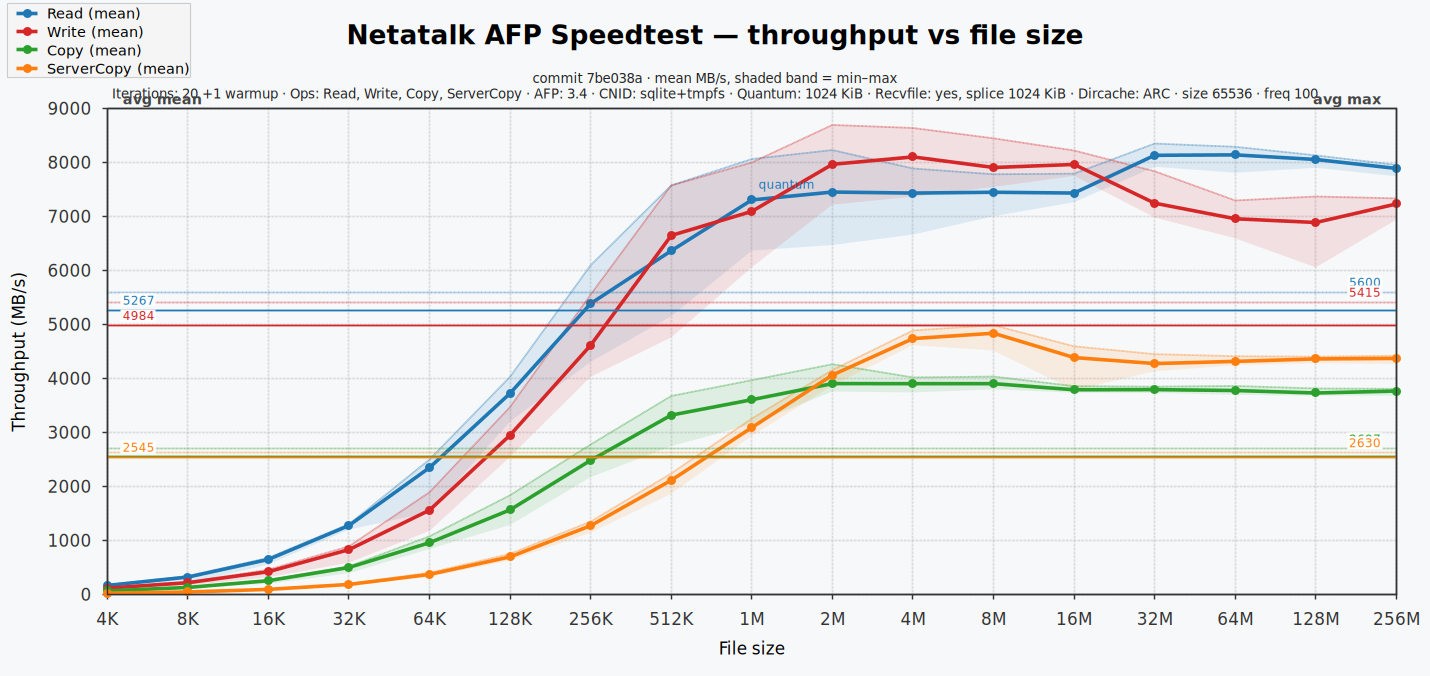 Read (mean)
Write (mean)
Copy (mean)
ServerCopy (mean)
Netatalk AFP Speedtest — throughput vs file size
commit 7be038a · mean MB/s, shaded band = min–max
Iterations: 20 +1 warmup · Ops: Read, Write, Copy, ServerCopy · AFP: 3.4 · CNID: sqlite+tmpfs · Quantum: 1024 KiB · Recvfile: yes, splice 1024 KiB · Dircache: ARC · size 65536 · freq 100
avg mean
avg max
9000
8000
7000
6000
5000
4000
3000
2000
1000
0
Throughput (MB/s)
quantum
5267
4984
2545
5600
5415
2630
4K 8K 16K 32K 64K 128K 256K 512K 1M 2M 4M 8M 16M 32M 64M 128M 256M
File size